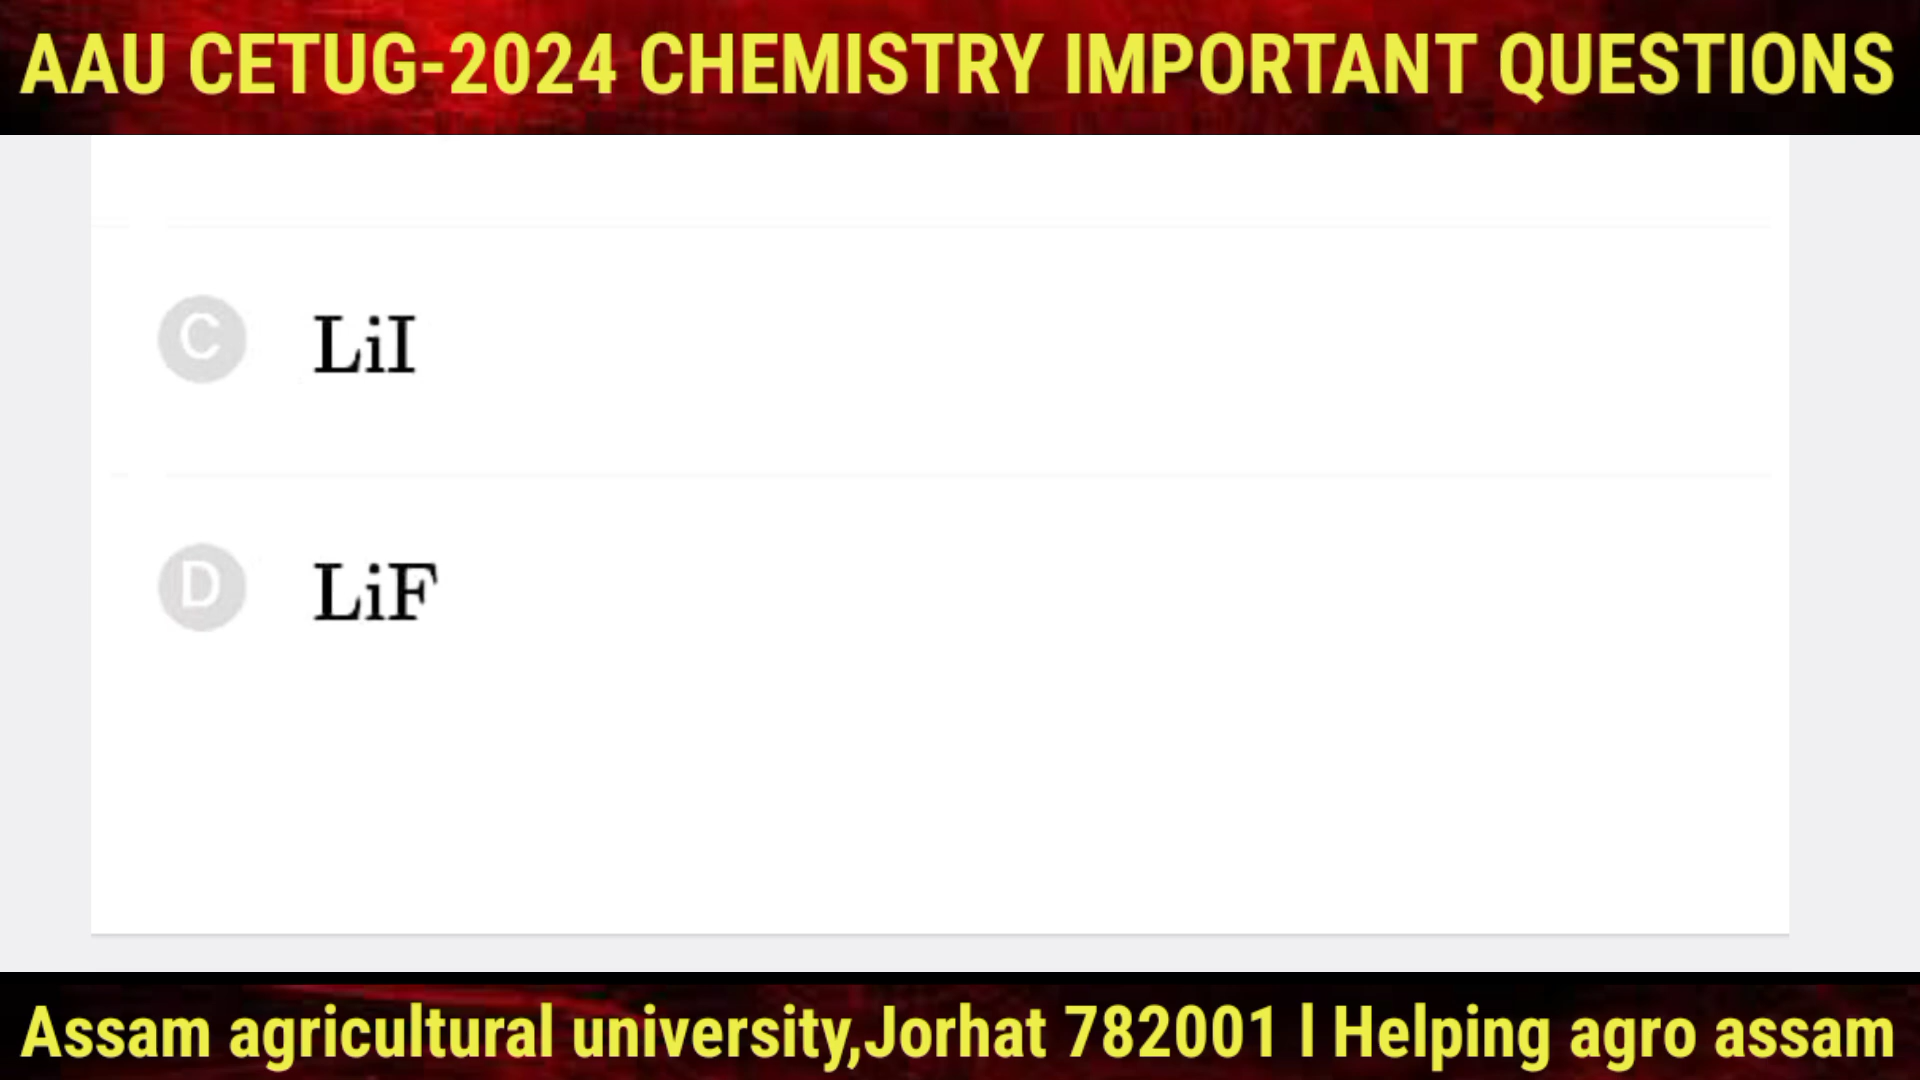 AAU CETUG-2024 CHEMISTRY IMPORTANT QUESTIONS
C LiI
D LiF
Assam agricultural university,Jorhat 782001 l Helping agro assam